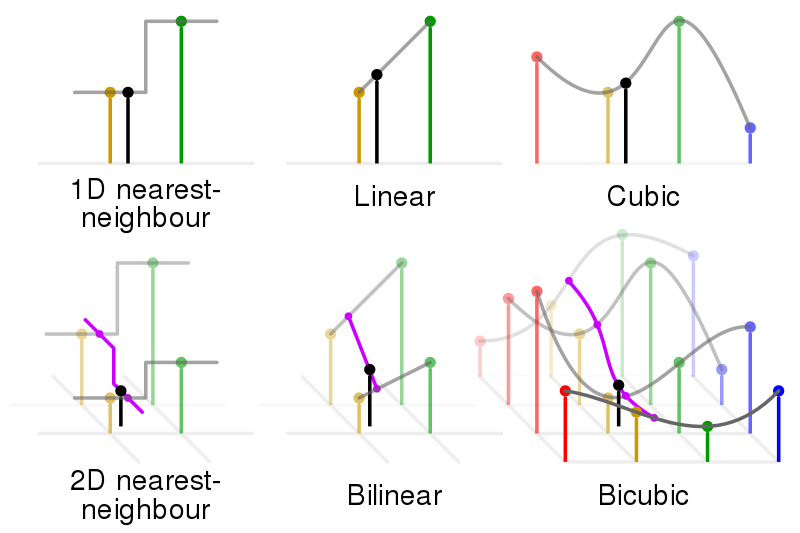 1D nearest-
neighbour
Linear
Cubic
2D nearest-
neighbour
Bilinear
Bicubic